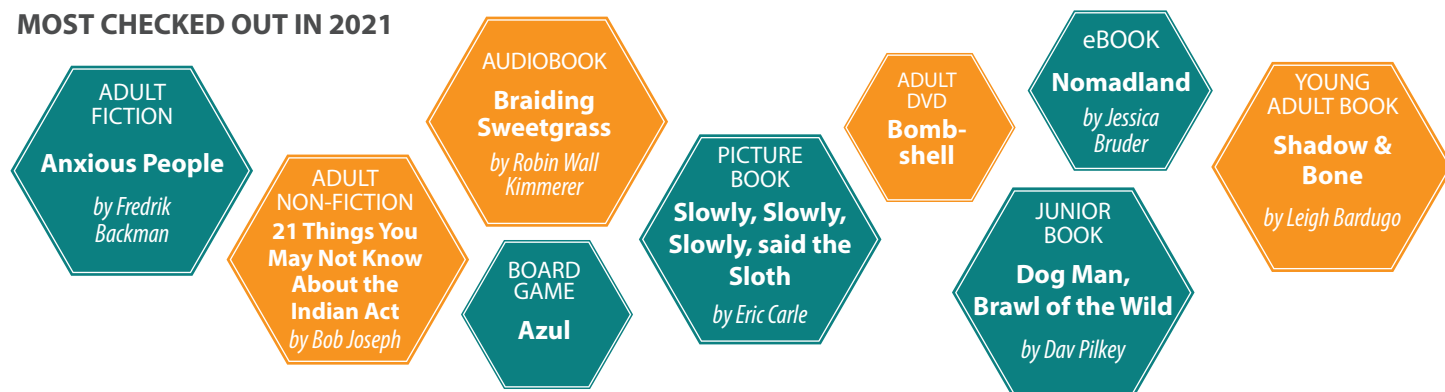 MOST CHECKED OUT IN 2021
ADULT
FICTION
Anxious People
by Fredrik
Backman
ADULT
NON-FICTION
21 Things You
May Not Know
About the
Indian Act
by Bob Joseph
AUDIOBOOK
Braiding
Sweetgrass
by Robin Wall
Kimmerer
BOARD
GAME
Azul
PICTURE
BOOK
Slowly, Slowly,
Slowly, said the
Sloth
by Eric Carle
ADULT
DVD
Bomb-
shell
eBOOK
Nomadland
by Jessica
Bruder
JUNIOR
BOOK
Dog Man,
Brawl of the Wild
by Dav Pilkey
YOUNG
ADULT BOOK
Shadow &
Bone
by Leigh Bardugo